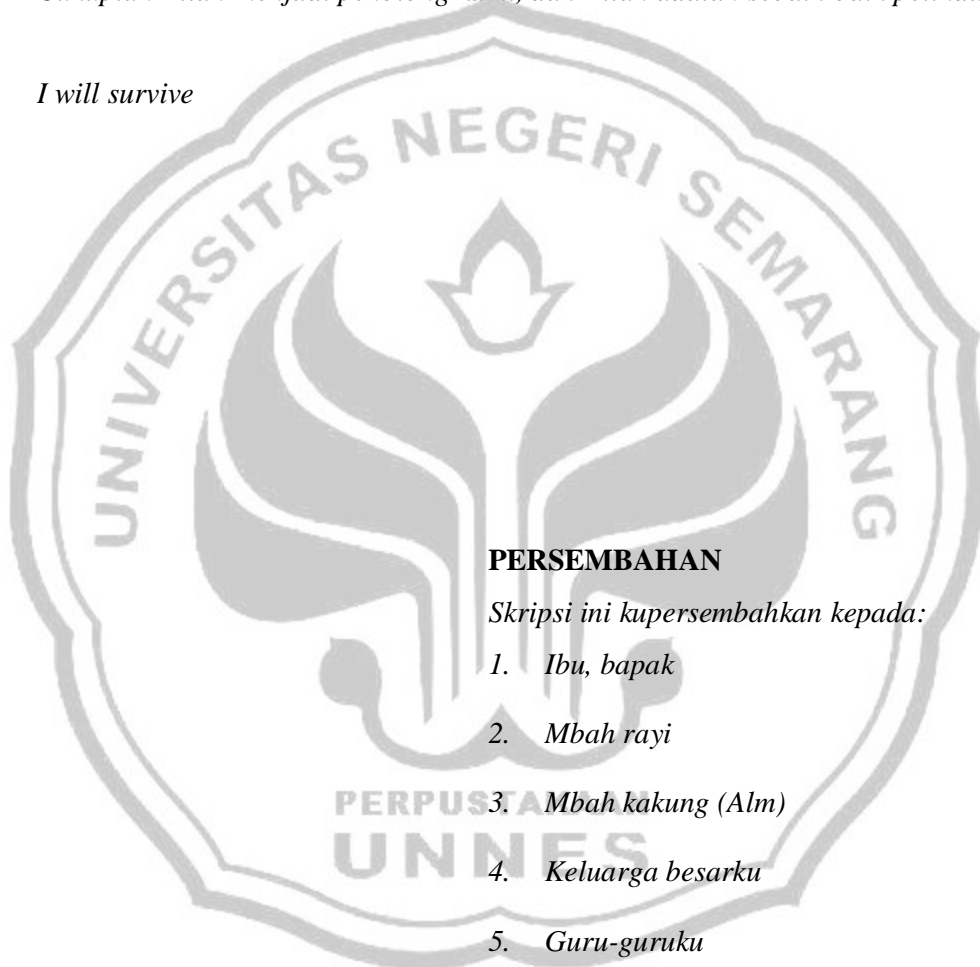 I will survive
UNIVERSITAS NEGERI SEMARANG
PERSEMBAHAN
Skripsi ini kupersembahkan kepada:
1. Ibu, bapak
2. Mbah rayi
3. Mbah kakung (Alm)
PERPUSTAKAAN
UNNES
4. Keluarga besarku
5. Guru-guruku